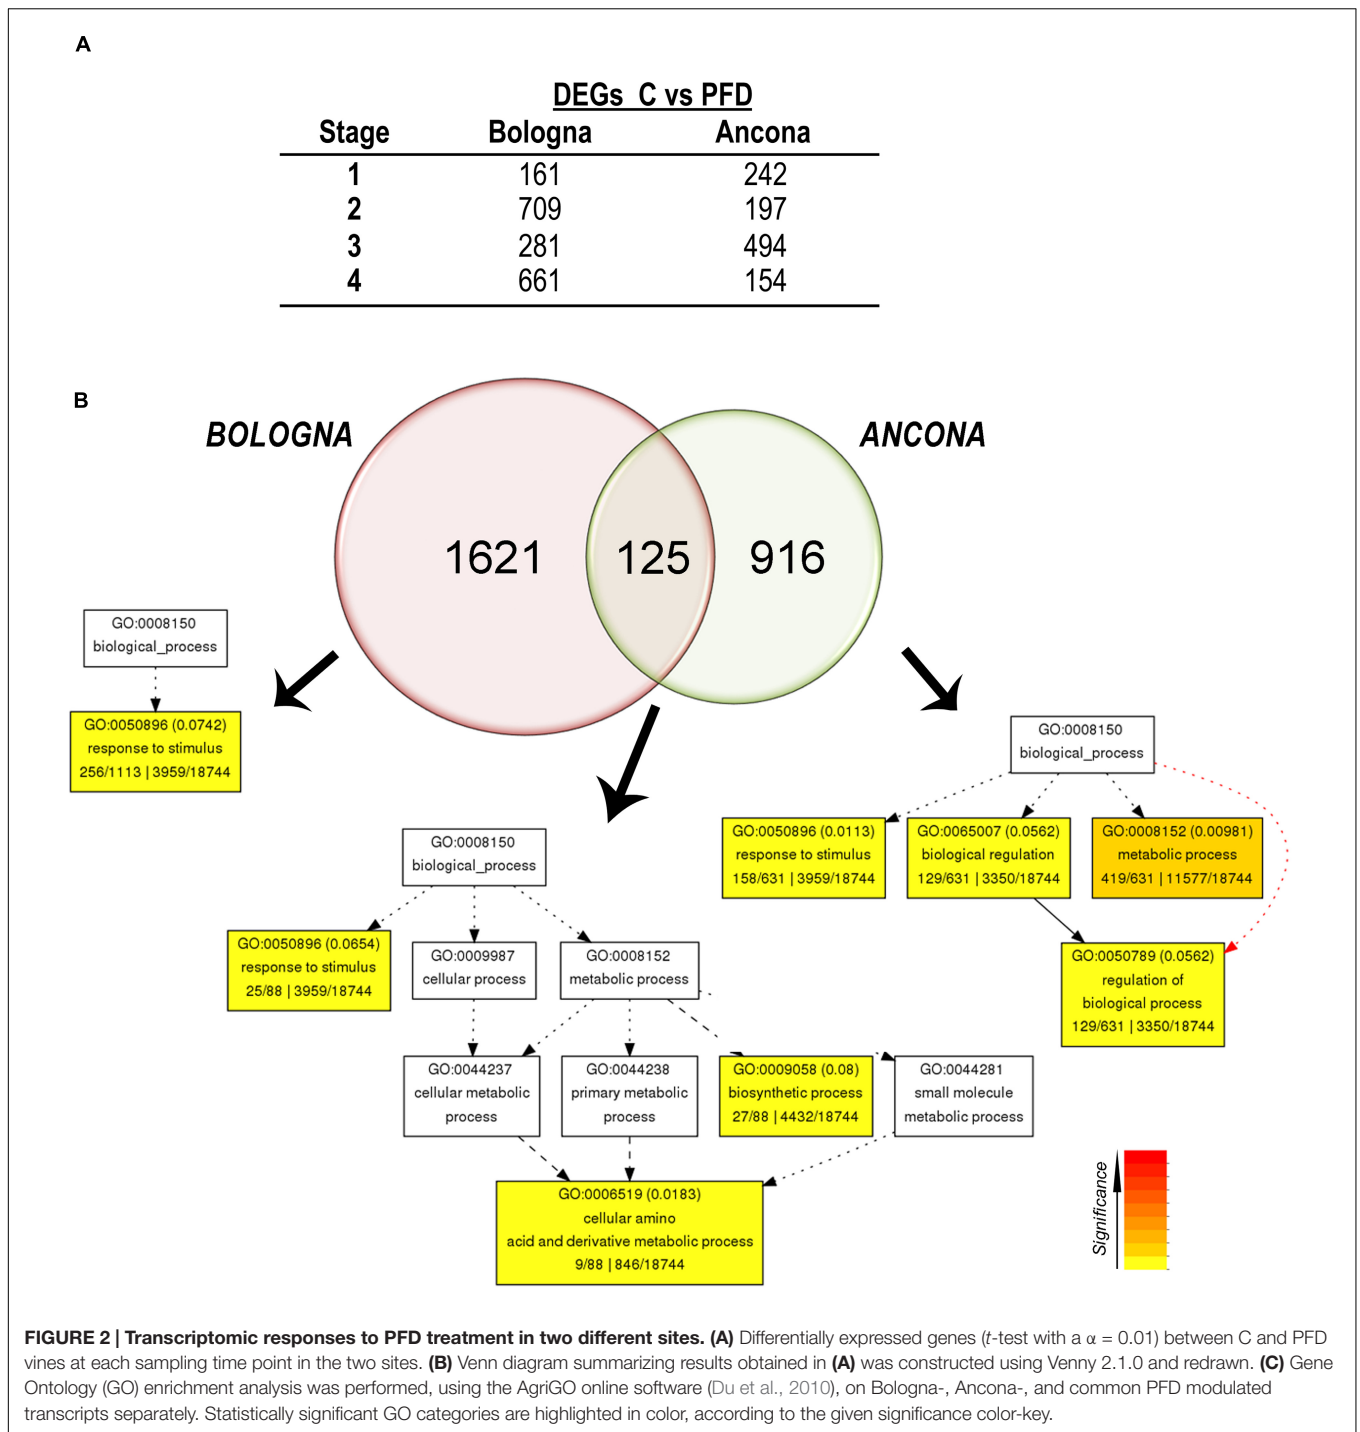 A
DEGs C vs PFD
Stage Bologna Ancona
1 161 242
2 709 197
3 281 494
4 661 154
B
BOLOGNA
ANCONA
1621
125
916
GO:0008150
biological_process
GO:0050896 (0.0742)
response to stimulus
256/1113 | 3959/18744
GO:0008150
biological_process
GO:0050896 (0.0654)
response to stimulus
25/88 | 3959/18744
GO:0009987
cellular process
GO:0008152
metabolic process
GO:0044237
cellular metabolic
process
GO:0044238
primary metabolic
process
GO:0009058 (0.08)
biosynthetic process
27/88 | 4432/18744
GO:0044281
small molecule
metabolic process
GO:0006519 (0.0183)
cellular amino
acid and derivative metabolic process
9/88 | 846/18744
GO:0008150
biological_process
GO:0050896 (0.0113)
response to stimulus
158/631 | 3959/18744
GO:0065007 (0.0562)
biological regulation
129/631 | 3350/18744
GO:0008152 (0.00981)
metabolic process
419/631 | 11577/18744
GO:0050789 (0.0562)
regulation of
biological process
129/631 | 3350/18744
Significance
FIGURE 2 | Transcriptomic responses to PFD treatment in two different sites. (A) Differentially expressed genes (t-test with a α = 0.01) between C and PFD
vines at each sampling time point in the two sites. (B) Venn diagram summarizing results obtained in (A) was constructed using Venny 2.1.0 and redrawn. (C) Gene
Ontology (GO) enrichment analysis was performed, using the AgriGO online software (Du et al., 2010), on Bologna-, Ancona-, and common PFD modulated
transcripts separately. Statistically significant GO categories are highlighted in color, according to the given significance color-key.